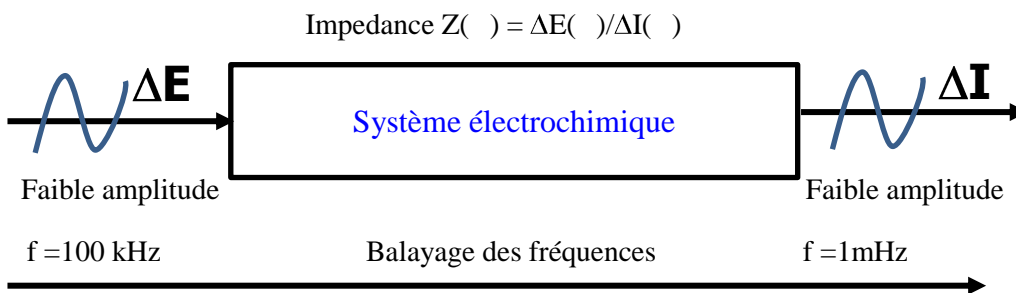 Impedance Z( ) = ΔE( )/ΔI( )
ΔE
ΔI
Système électrochimique
Faible amplitude
Faible amplitude
f =100 kHz
Balayage des fréquences
f =1mHz